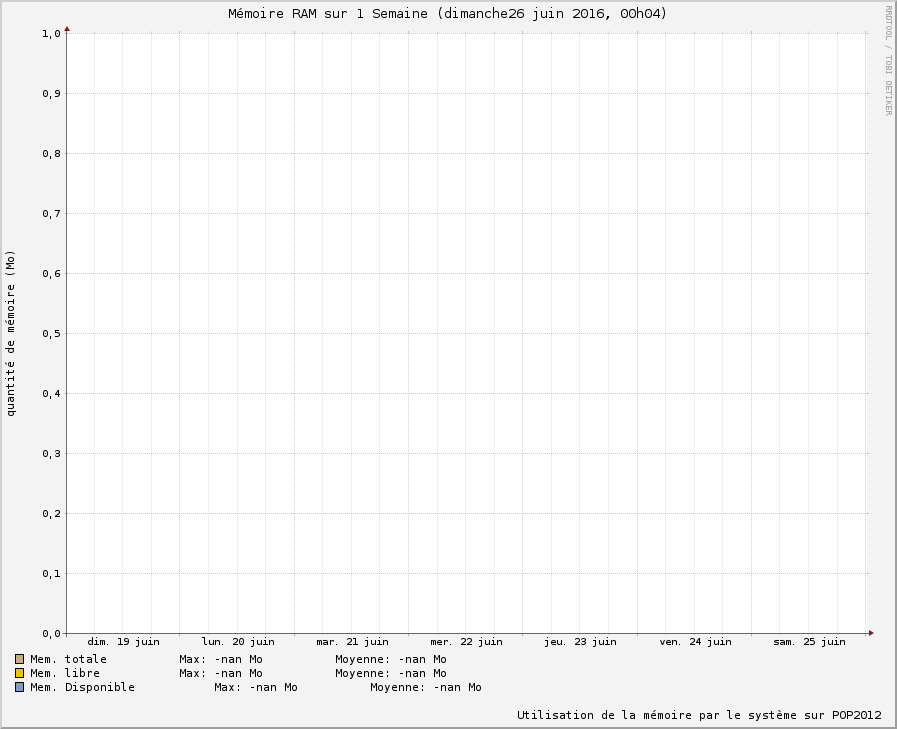 Mémoire RAM sur 1 Semaine (dimanche26 juin 2016, 00h04)
RRDTOOL / TOBI OETIKER
quantité de mémoire (Mo)
1,0
0,9
0,8
0,7
0,6
0,5
0,4
0,3
0,2
0,1
0,0
dim. 19 juin lun. 20 juin mar. 21 juin mer. 22 juin jeu. 23 juin ven. 24 juin sam. 25 juin
Mem. totale Max: -nan Mo Moyenne: -nan Mo
Mem. libre Max: -nan Mo Moyenne: -nan Mo
Mem. Disponible Max: -nan Mo Moyenne: -nan Mo
Utilisation de la mémoire par le système sur POP2012